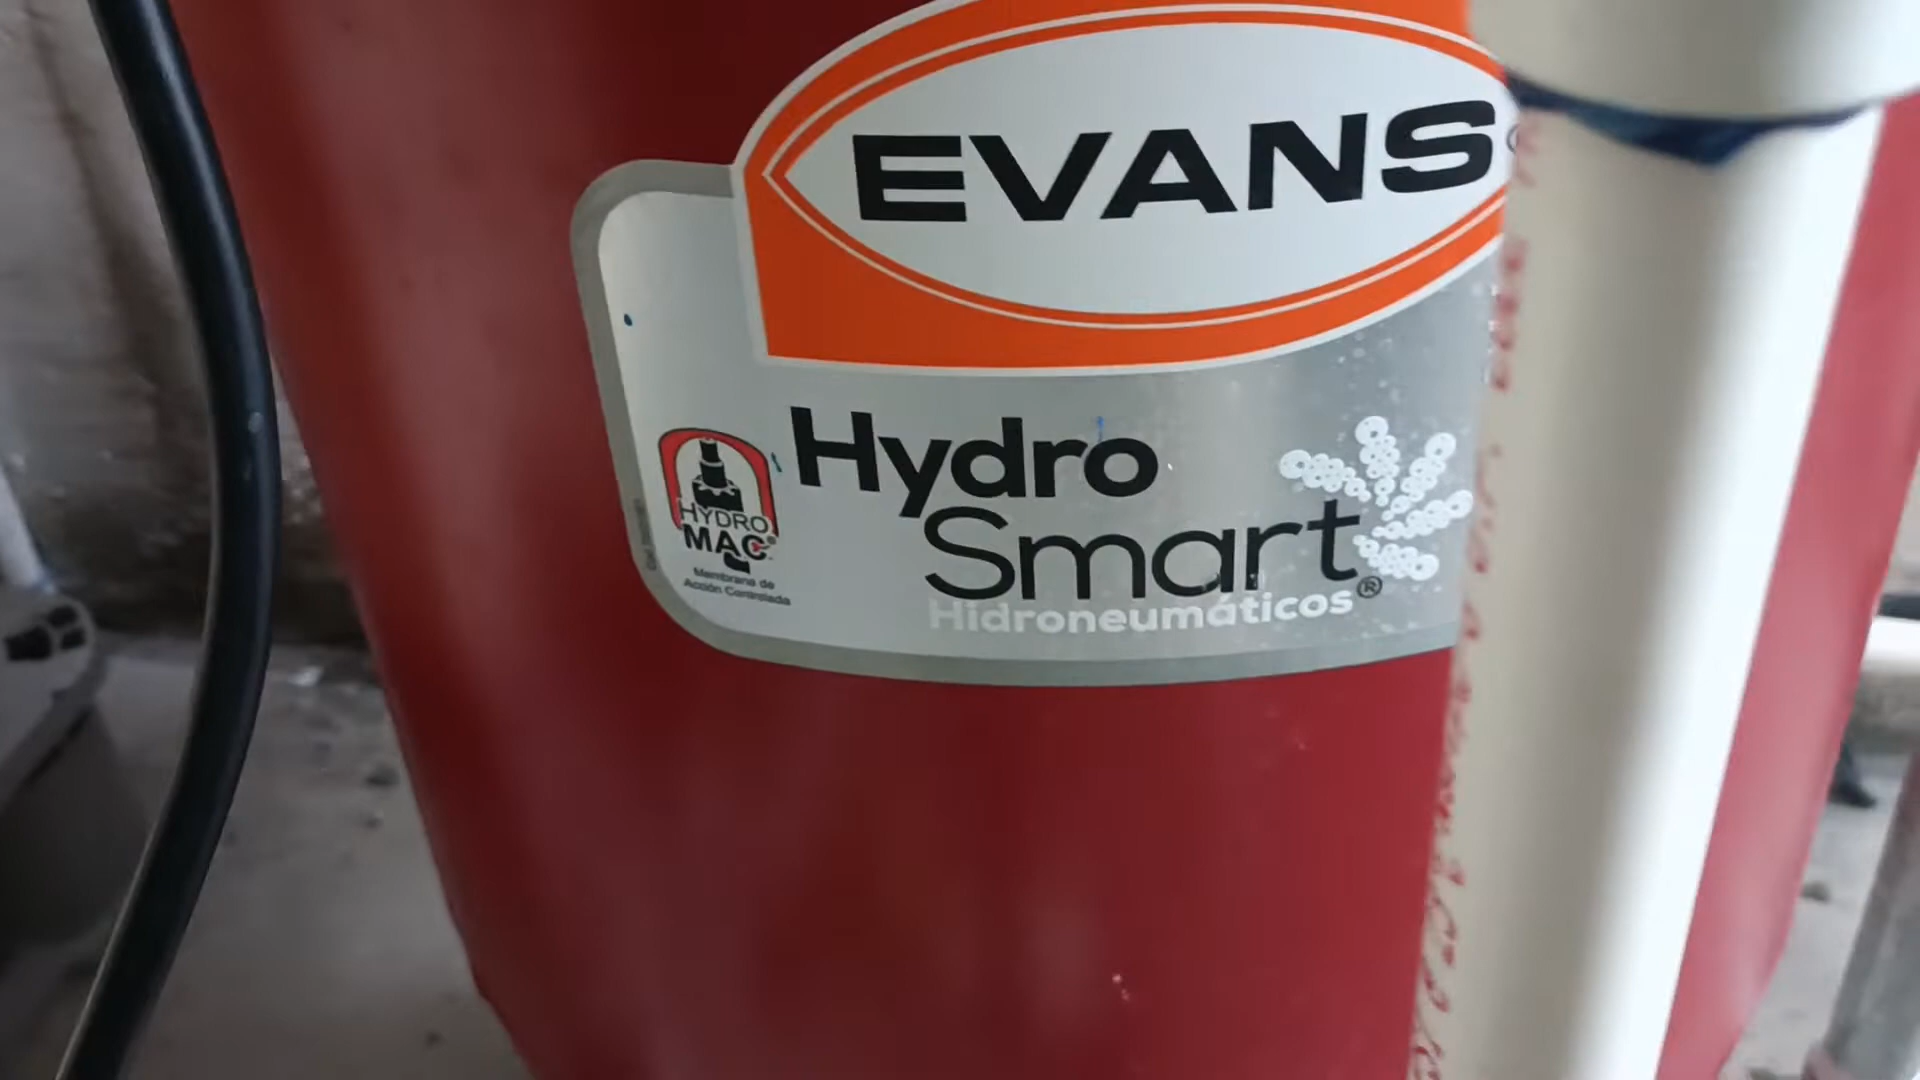 EVANS
Hydro
Smart®
Hidroneumáticos
HYDRO
MAC®
Membrana de
Acción Controlada